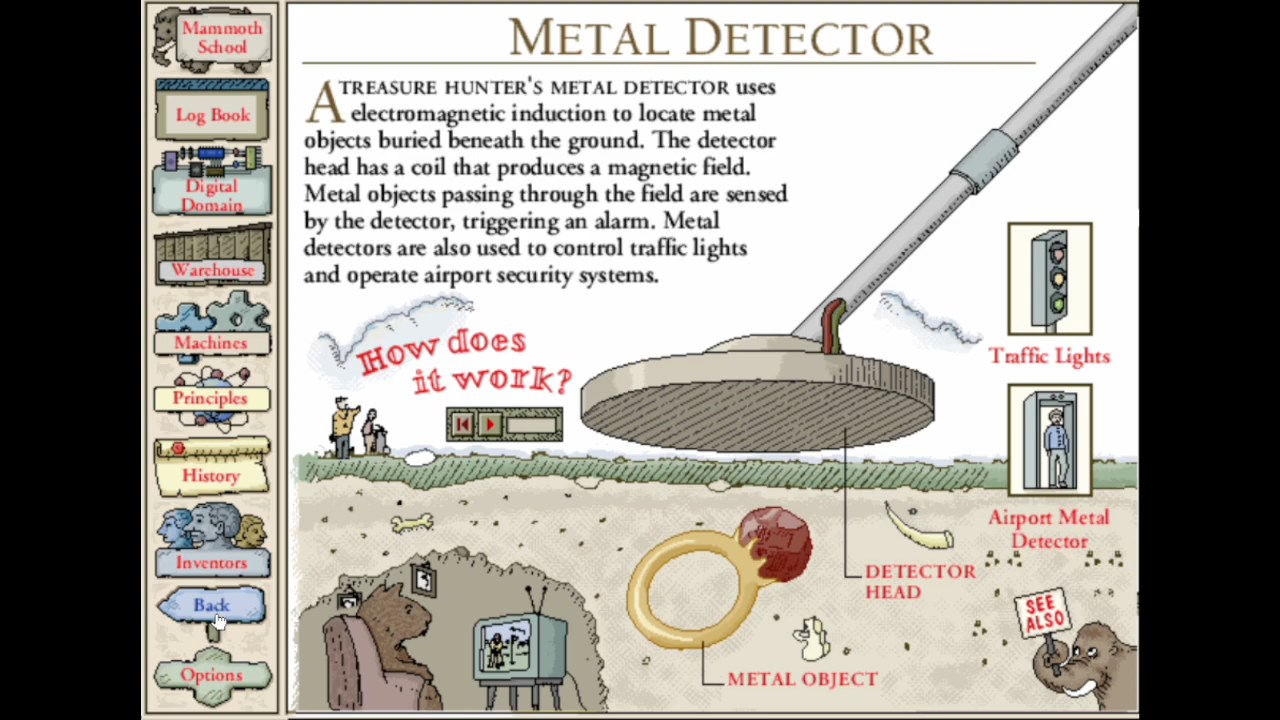 Mammoth
School
Log Book
Digital
Domain
Warehouse
Machines
Principles
History
Inventors
Back
Options
METAL DETECTOR
A TREASURE HUNTER'S METAL DETECTOR uses
electromagnetic induction to locate metal
objects buried beneath the ground. The detector
head has a coil that produces a magnetic field.
Metal objects passing through the field are sensed
by the detector, triggering an alarm. Metal
detectors are also used to control traffic lights
and operate airport security systems.
How does
it work?
Traffic Lights
Airport Metal
Detector
DETECTOR
HEAD
METAL OBJECT
SEE
ALSO